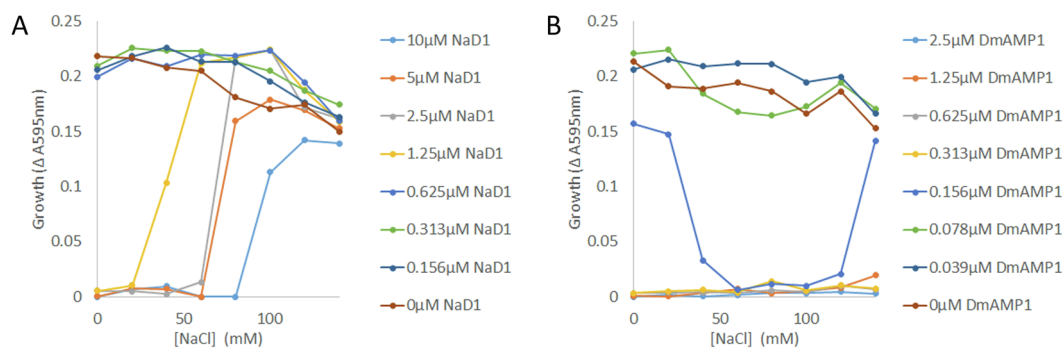 A
0.25
0.2
0.15
0.1
0.05
0
Growth (Δ A595nm)
0
50
100
[NaCl] (mM)
10μM NaD1
5μM NaD1
2.5μM NaD1
1.25μM NaD1
0.625μM NaD1
0.313μM NaD1
0.156μM NaD1
0μM NaD1
B
0.25
0.2
0.15
0.1
0.05
0
Growth (Δ A595nm)
0
50
100
[NaCl] (mM)
2.5μM DmAMP1
1.25μM DmAMP1
0.625μM DmAMP1
0.313μM DmAMP1
0.156μM DmAMP1
0.078μM DmAMP1
0.039μM DmAMP1
0μM DmAMP1